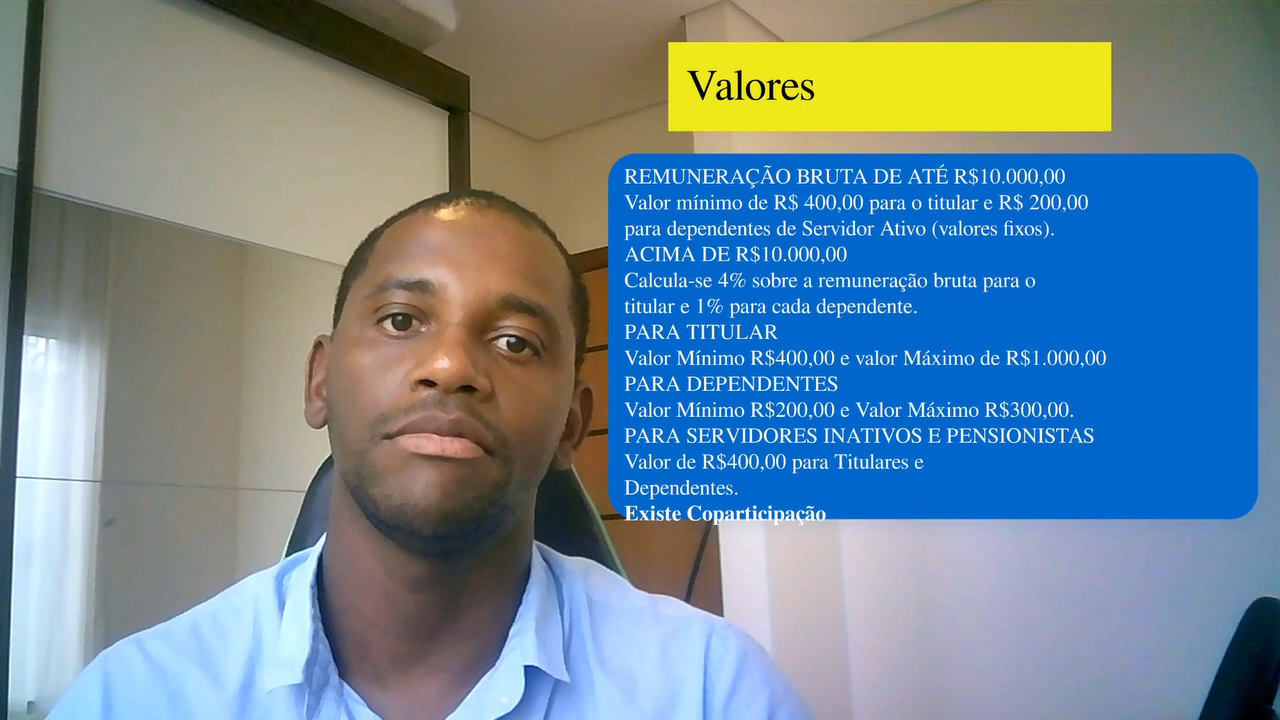 Valores
REMUNERAÇÃO BRUTA DE ATÉ R$10.000,00
Valor mínimo de R$ 400,00 para o titular e R$ 200,00
para dependentes de Servidor Ativo (valores fixos).
ACIMA DE R$10.000,00
Calcula-se 4% sobre a remuneração bruta para o
titular e 1% para cada dependente.
PARA TITULAR
Valor Mínimo R$400,00 e valor Máximo de R$1.000,00
PARA DEPENDENTES
Valor Mínimo R$200,00 e Valor Máximo R$300,00.
PARA SERVIDORES INATIVOS E PENSIONISTAS
Valor de R$400,00 para Titulares e
Dependentes.
Existe Coparticipação